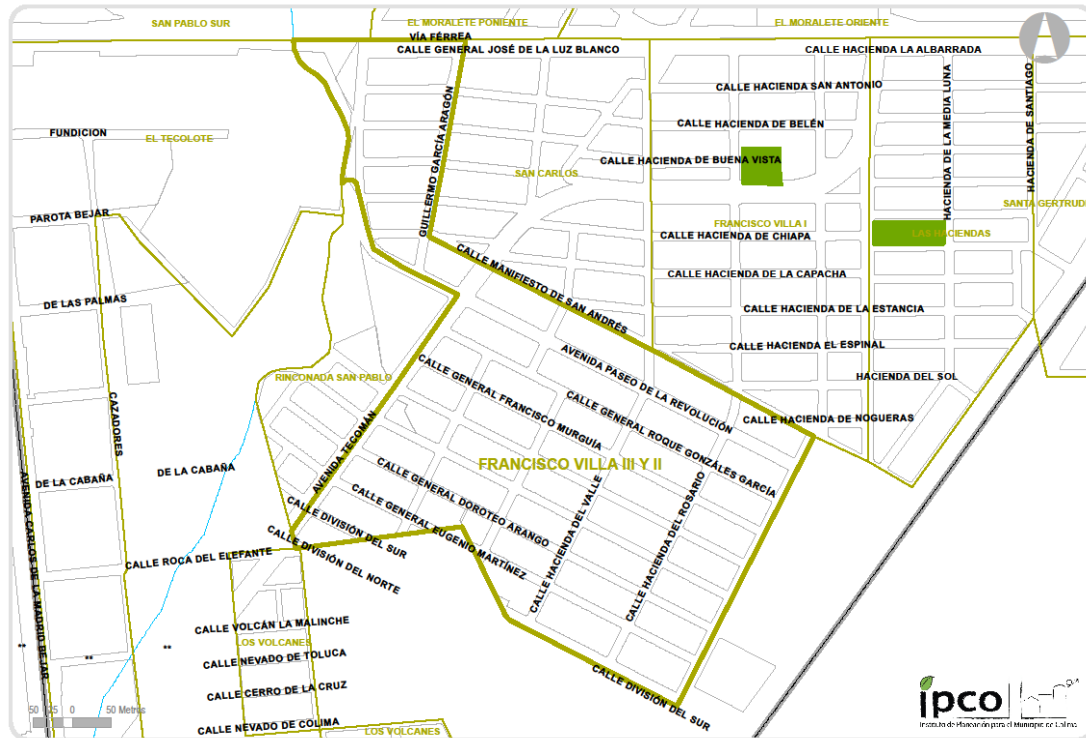 SAN PABLO SUR
EL MORALETE PONIENTE
EL MORALETE ORIENTE
VÍA FÉRREA
CALLE GENERAL JOSÉ DE LA LUZ BLANCO
CALLE HACIENDA LA ALBARRADA
CALLE HACIENDA SAN ANTONIO
HACIENDA DE LA MEDIA LUNA
HACIENDA DE SANTIAGO
FUNDICION
EL TECOLOTE
CALLE HACIENDA DE BELÉN
GUILLERMO GARCÍA ARAGÓN
CALLE HACIENDA DE BUENA VISTA
SAN CARLOS
SANTA GERTRUD
PAROTA BEJAR
FRANCISCO VILLA I
CALLE HACIENDA DE CHIAPA
LAS HACIENDAS
CALLE MANIFIESTO DE SAN ANDRÉS
CALLE HACIENDA DE LA CAPACHA
DE LAS PALMAS
CALLE HACIENDA DE LA ESTANCIA
CALLE HACIENDA EL ESPINAL
AVENIDA PASEO DE LA REVOLUCIÓN
RINCONADA SAN PABLO
CALLE GENERAL FRANCISCO MURGUÍA
HACIENDA DEL SOL
CAZADORES
CALLE GENERAL ROQUE GONZÁLES GARCÍA
CALLE HACIENDA DE NOGUERAS
AVENIDA TECOMÁN
FRANCISCO VILLA III Y II
DE LA CABAÑA
DE LA CABAÑA
CALLE GENERAL DOROTEO ARANGO
CALLE GENERAL EUGENIO MARTÍNEZ
CALLE HACIENDA DEL VALLE
CALLE HACIENDA DEL ROSARIO
AVENIDA CARLOS DE LA MADRID BEJAR
CALLE DIVISIÓN DEL SUR
CALLE DIVISIÓN DEL NORTE
CALLE ROCA DEL ELEFANTE
CALLE VOLCÁN LA MALINCHE
LOS VOLCANES
** ** **
CALLE NEVADO DE TOLUCA
CALLE CERRO DE LA CRUZ
CALLE DIVISIÓN DEL SUR
50 25 0 50 Metros
CALLE NEVADO DE COLIMA
LOS VOLCANES
ipco
Instituto de Planeación para el Municipio de Colima